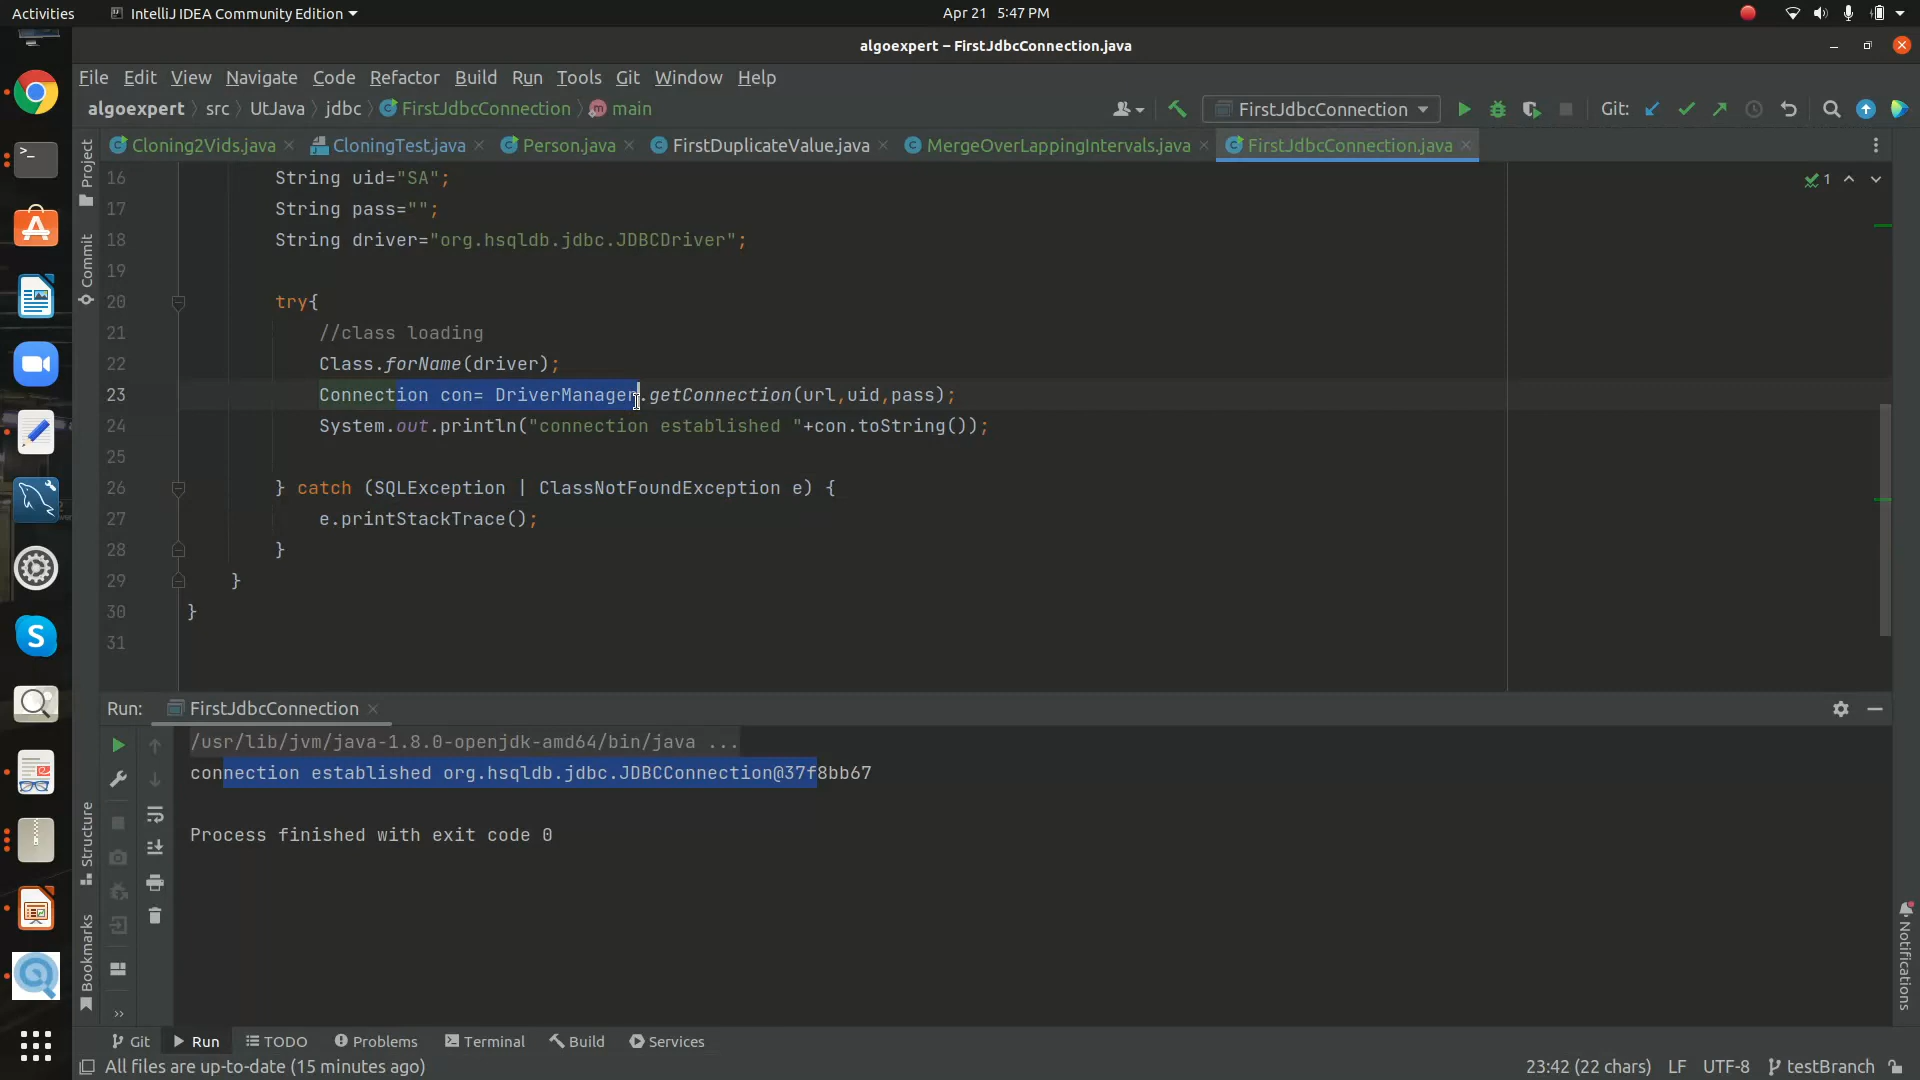 Activities
IntelliJ IDEA Community Edition
Apr 21 5:47 PM
algoexpert – FirstJdbcConnection.java
File Edit View Navigate Code Refactor Build Run Tools Git Window Help
algoexpert src UtJava jdbc FirstJdbcConnection main
FirstJdbcConnection
Git:
Cloning2Vids.java
CloningTest.java
Person.java
FirstDuplicateValue.java
MergeOverLappingIntervals.java
FirstJdbcConnection.java
Project
Commit
1
16 String uid="SA";
17 String pass="";
18 String driver="org.hsqldb.jdbc.JDBCDriver";
19
20 try{
21 //class loading
22 Class.forName(driver);
23 Connection con= DriverManager.getConnection(url,uid,pass);
24 System.out.println("connection established "+con.toString());
25
26 } catch (SQLException | ClassNotFoundException e) {
27 e.printStackTrace();
28 }
29 }
30 }
31
Run: FirstJdbcConnection
/usr/lib/jvm/java-1.8.0-openjdk-amd64/bin/java ...
connection established org.hsqldb.jdbc.JDBCConnection@37f8bb67
Process finished with exit code 0
Structure
Bookmarks
Notifications
Git Run TODO Problems Terminal Build Services
All files are up-to-date (15 minutes ago)
23:42 (22 chars) LF UTF-8 testBranch